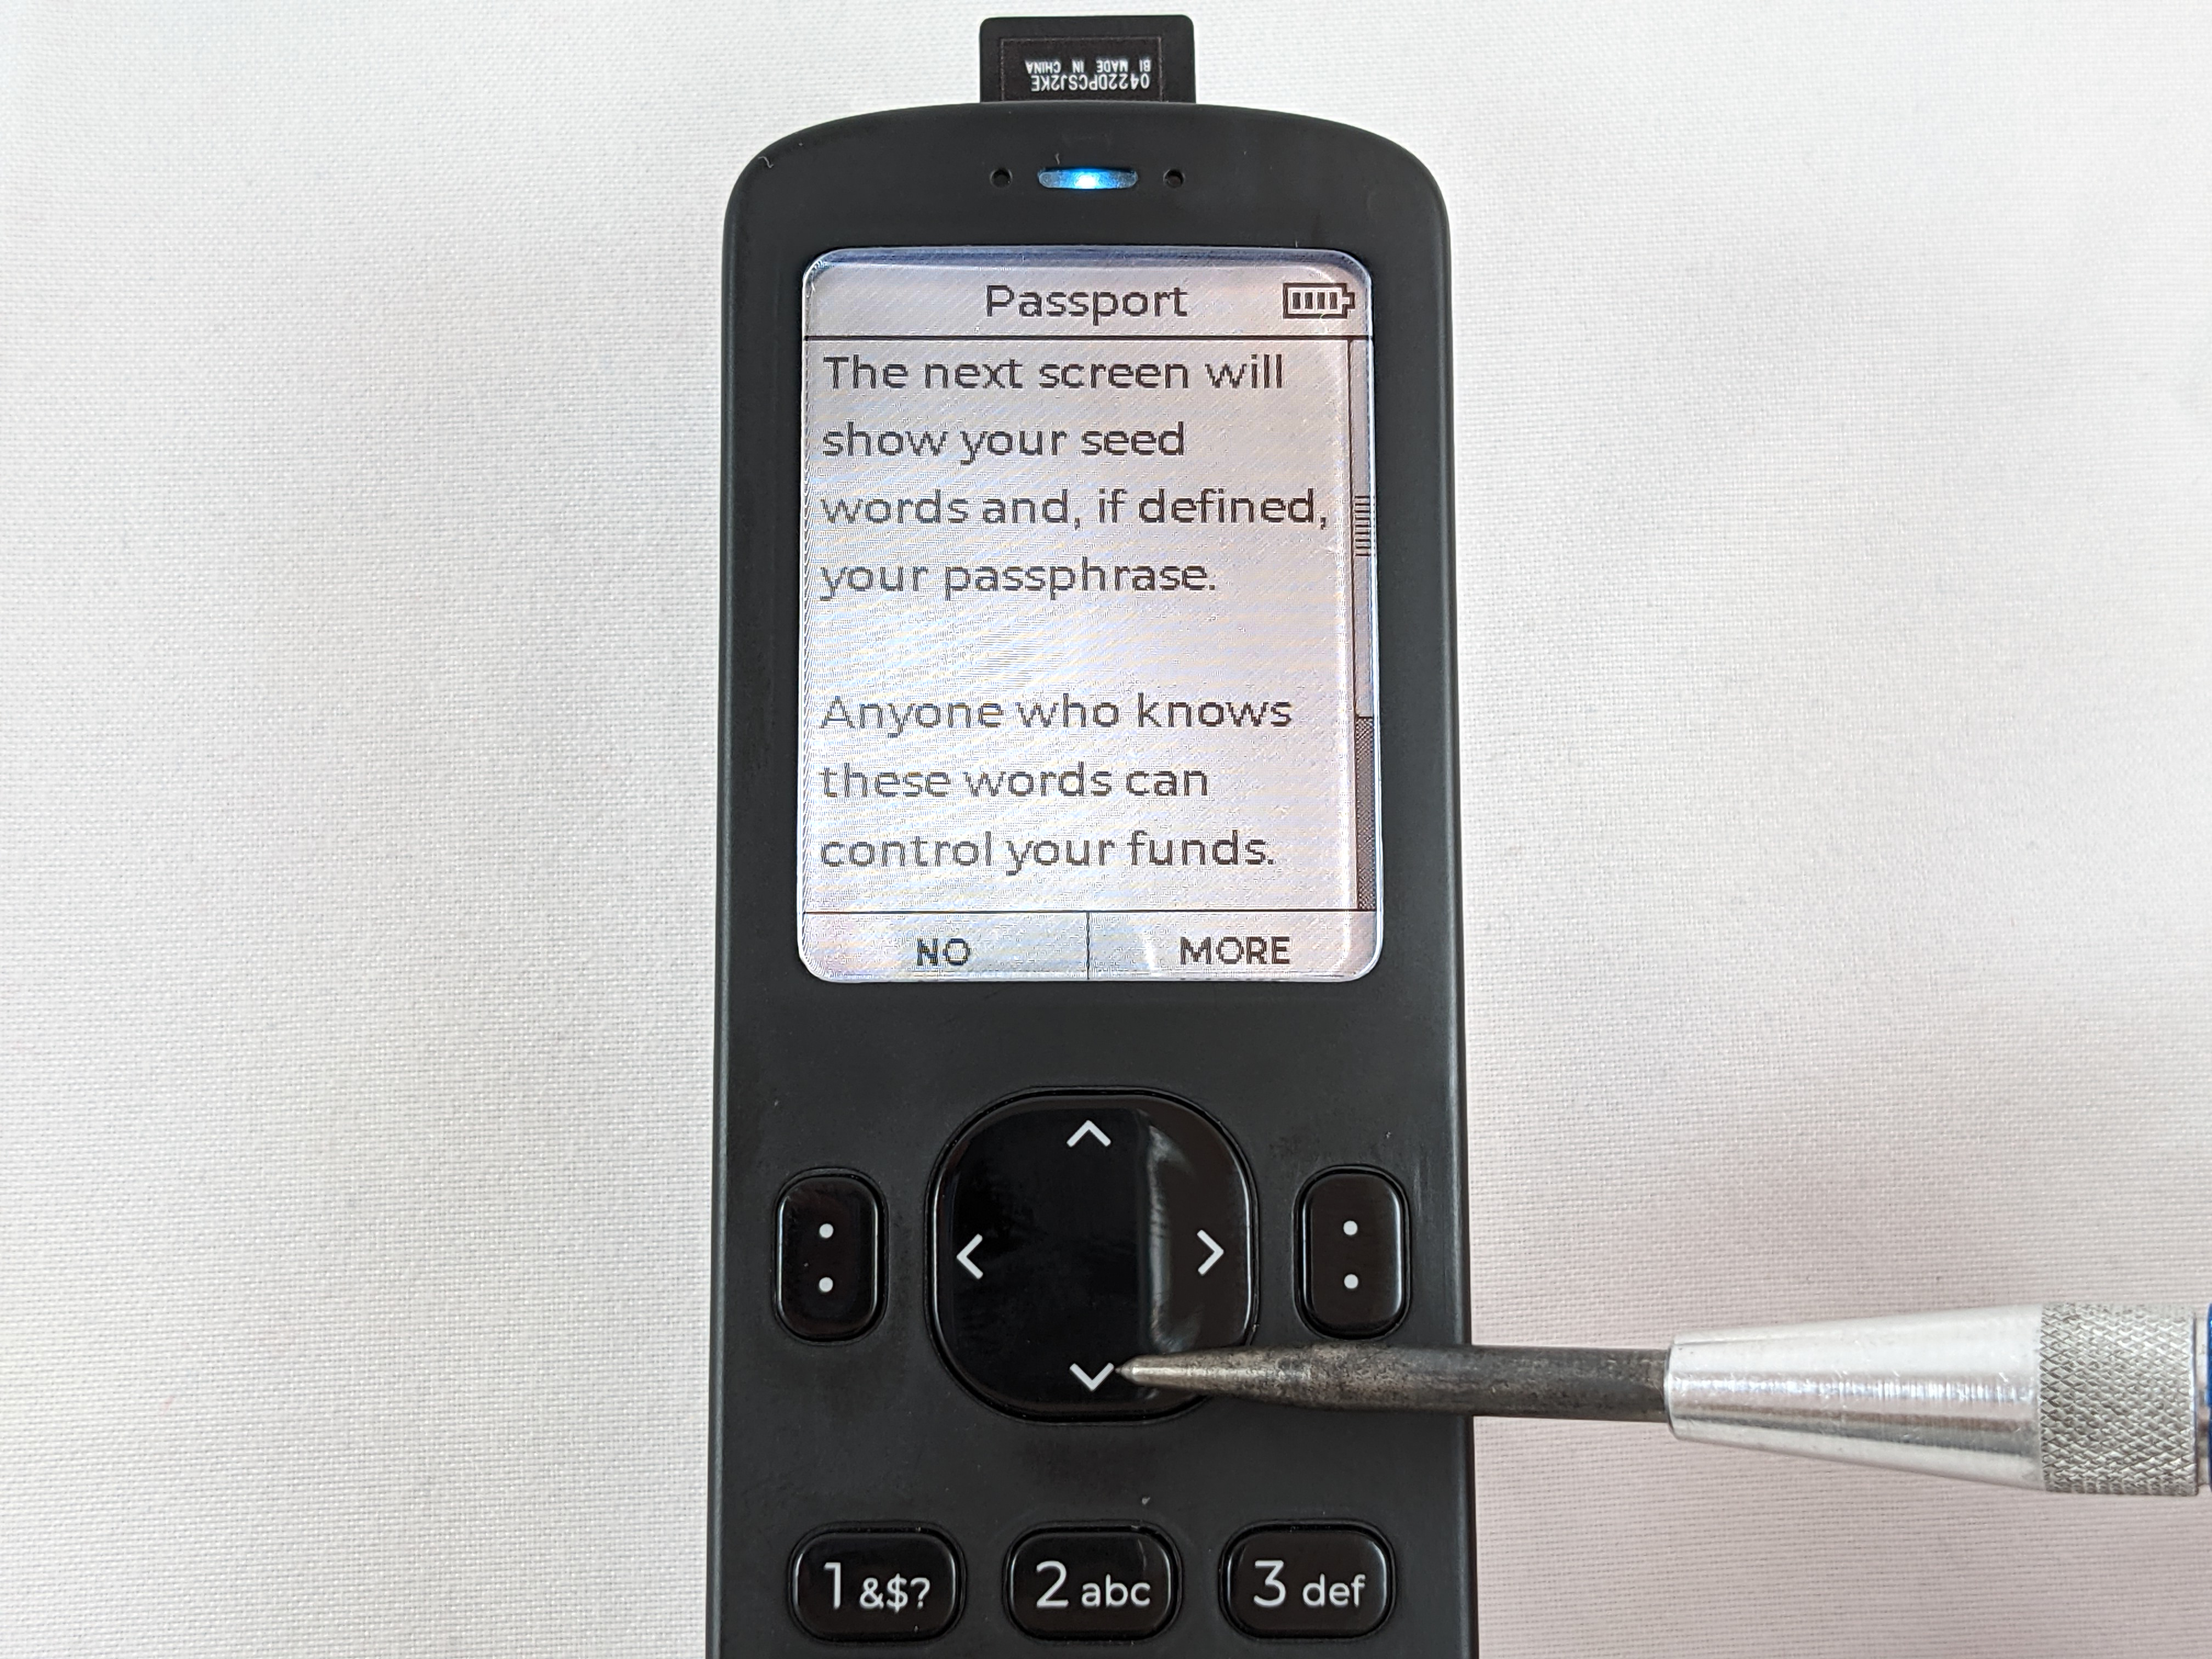 0422DPCSJ2KE
BI MADE IN CHINA
Passport
The next screen will
show your seed
words and, if defined,
your passphrase.
Anyone who knows
these words can
control your funds.
NO MORE
1 &$? 2 abc 3 def